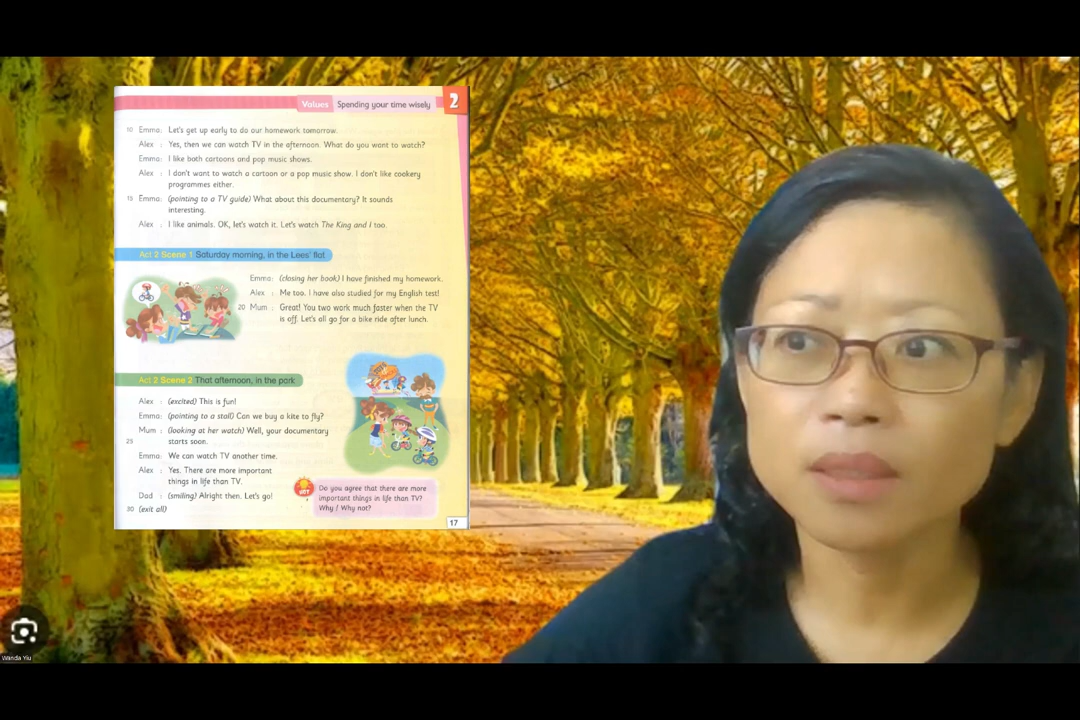 Values Spending your time wisely 2
10 Emma: Let's get up early to do our homework tomorrow.
Alex : Yes, then we can watch TV in the afternoon. What do you want to watch?
Emma: I like both cartoons and pop music shows.
Alex : I don't want to watch a cartoon or a pop music show. I don't like cookery
programmes either.
15 Emma: (pointing to a TV guide) What about this documentary? It sounds
interesting.
Alex : I like animals. OK, let's watch it. Let's watch The King and I too.
Act 2 Scene 1 Saturday morning, in the Lees' flat
Emma: (closing her book) I have finished my homework.
Alex : Me too. I have also studied for my English test!
20 Mum : Great! You two work much faster when the TV
is off. Let's all go for a bike ride after lunch.
Act 2 Scene 2 That afternoon, in the park
Alex : (excited) This is fun!
Emma: (pointing to a stall) Can we buy a kite to fly?
Mum : (looking at her watch) Well, your documentary
25 starts soon.
Emma: We can watch TV another time.
Alex : Yes. There are more important
things in life than TV.
Dad : (smiling) Alright then. Let's go!
30 (exit all)
HOT
Do you agree that there are more
important things in life than TV?
Why / Why not?
17
Wanda Yiu